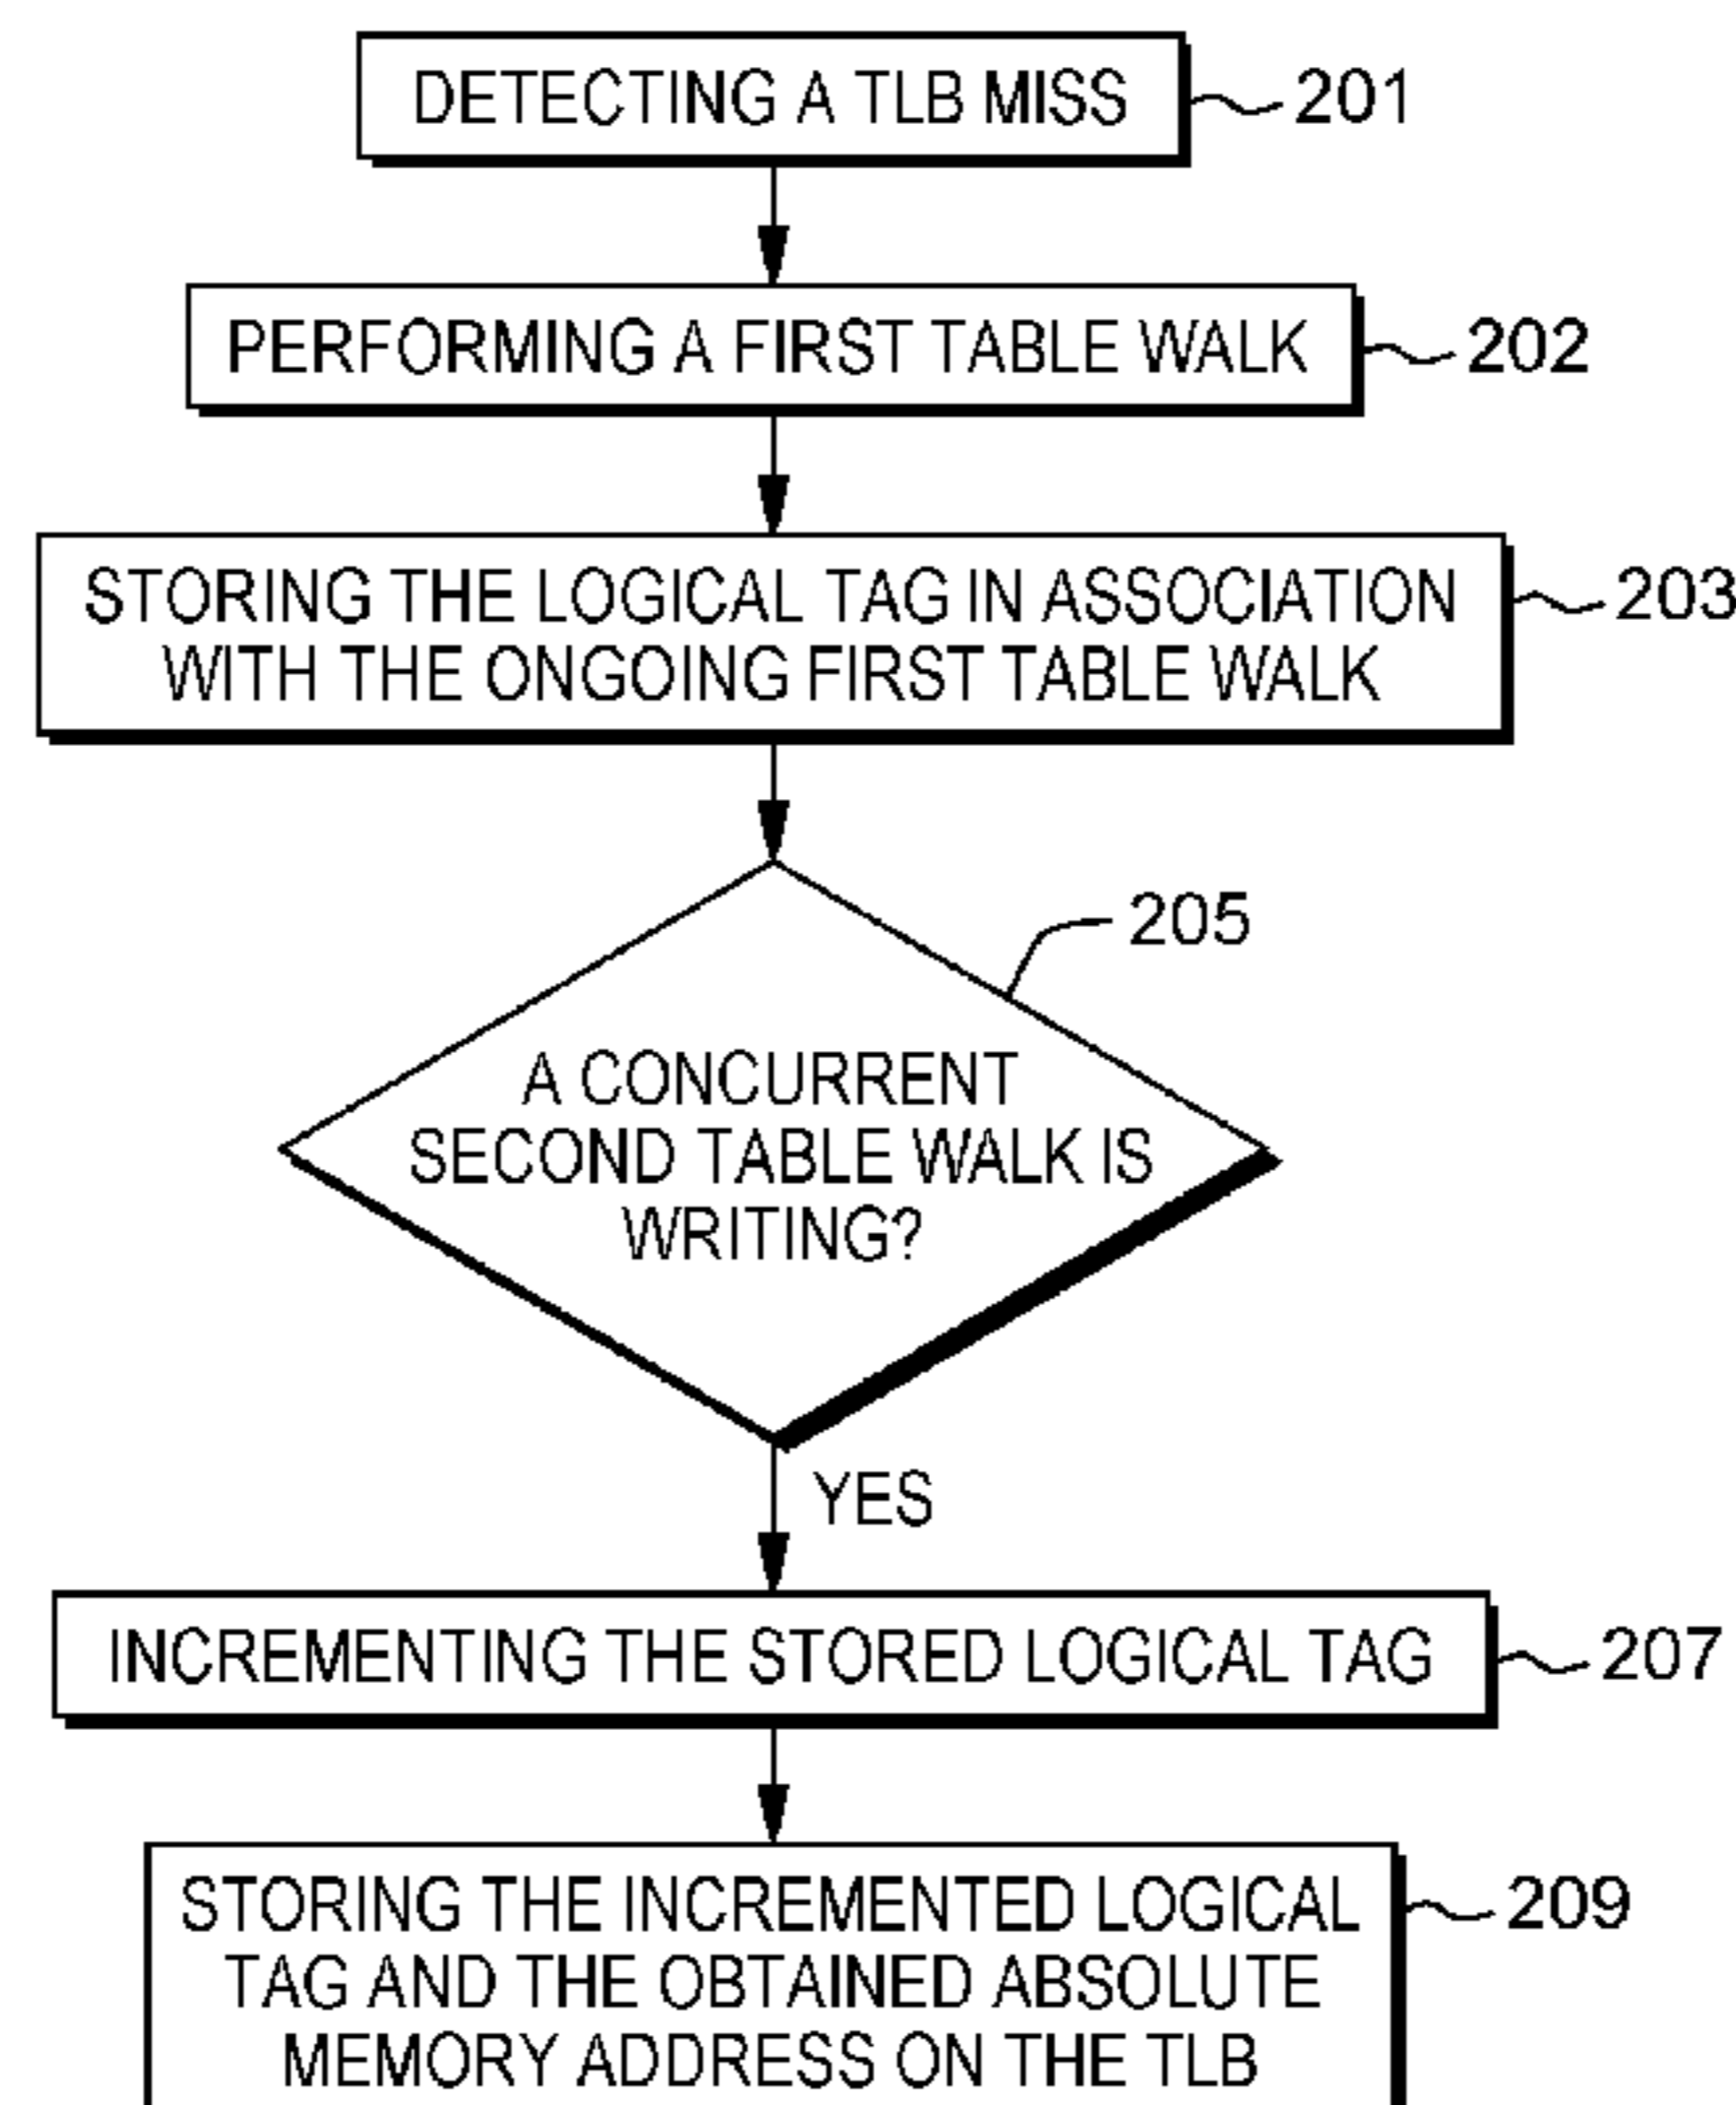 DETECTING A TLB MISS 201
PERFORMING A FIRST TABLE WALK 202
STORING THE LOGICAL TAG IN ASSOCIATION 203
WITH THE ONGOING FIRST TABLE WALK
205
A CONCURRENT
SECOND TABLE WALK IS
WRITING?
YES
INCREMENTING THE STORED LOGICAL TAG 207
STORING THE INCREMENTED LOGICAL 209
TAG AND THE OBTAINED ABSOLUTE
MEMORY ADDRESS ON THE TLB